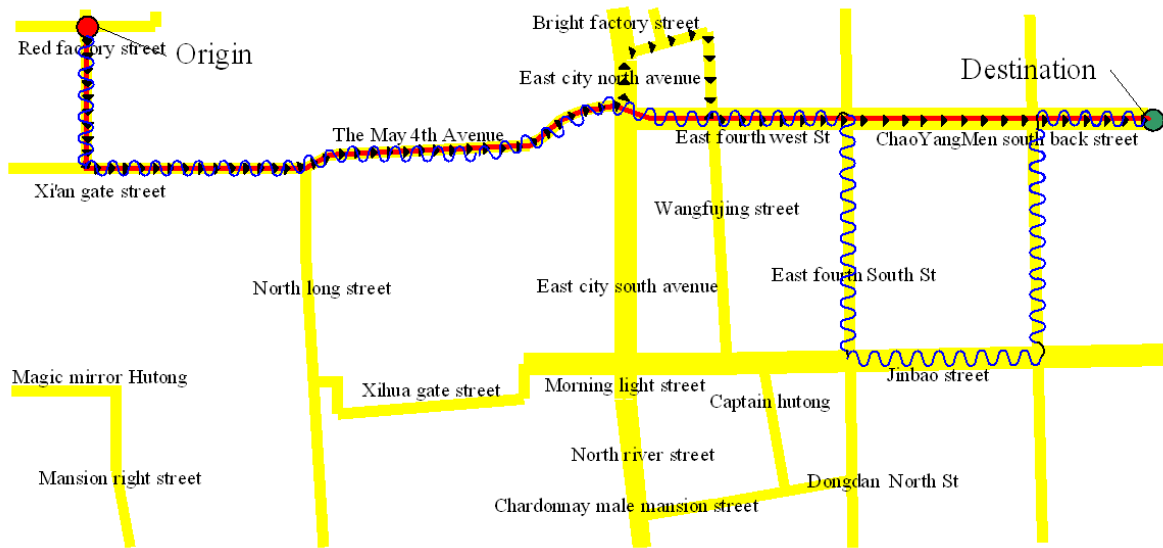 Bright factory street
Red factory street
Origin
East city north avenue
Destination
The May 4th Avenue
East fourth west St
ChaoYangMen south back street
Xi'an gate street
Wangfujing street
East fourth South St
North long street
East city south avenue
Magic mirror Hutong
Xihua gate street
Morning light street
Jinbao street
Captain hutong
North river street
Mansion right street
Dongdan North St
Chardonnay male mansion street